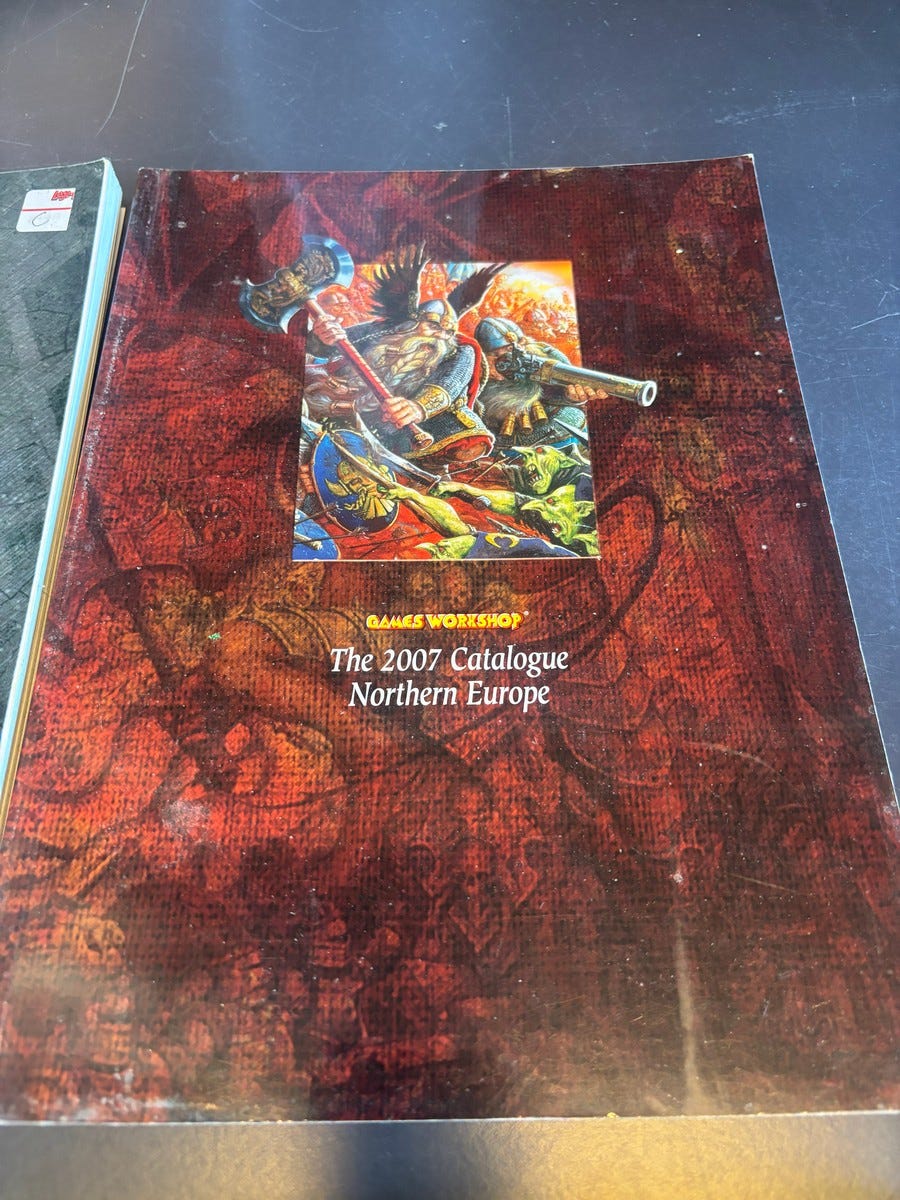 GAMES WORKSHOP®
The 2007 Catalogue
Northern Europe